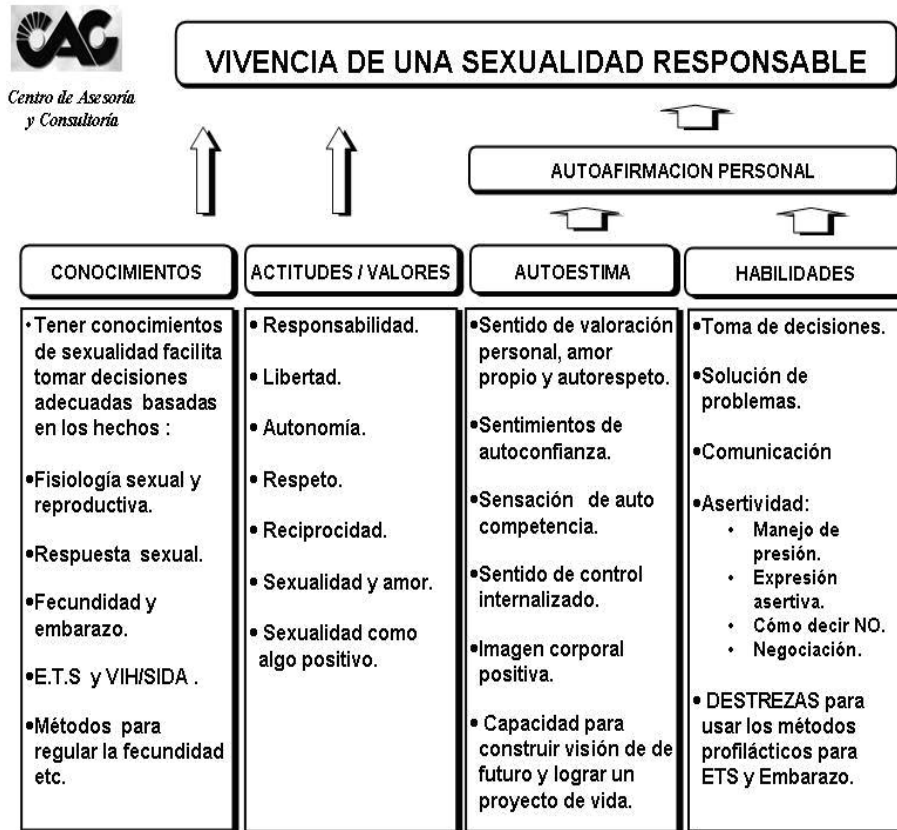 CAC
Centro de Asesoría
y Consultoría
VIVENCIA DE UNA SEXUALIDAD RESPONSABLE
AUTOAFIRMACION PERSONAL
CONOCIMIENTOS
• Tener conocimientos
de sexualidad facilita
tomar decisiones
adecuadas basadas
en los hechos :
•Fisiología sexual y
reproductiva.
•Respuesta sexual.
•Fecundidad y
embarazo.
•E.T.S y VIH/SIDA .
•Métodos para
regular la fecundidad
etc.
ACTITUDES / VALORES
• Responsabilidad.
• Libertad.
• Autonomía.
• Respeto.
• Reciprocidad.
• Sexualidad y amor.
• Sexualidad como
algo positivo.
AUTOESTIMA
•Sentido de valoración
personal, amor
propio y autorespeto.
•Sentimientos de
autoconfianza.
•Sensación de auto
competencia.
•Sentido de control
internalizado.
•Imagen corporal
positiva.
• Capacidad para
construir visión de de
futuro y lograr un
proyecto de vida.
HABILIDADES
•Toma de decisiones.
•Solución de
problemas.
•Comunicación
•Asertividad:
• Manejo de
presión.
• Expresión
asertiva.
• Cómo decir NO.
• Negociación.
• DESTREZAS para
usar los métodos
profilácticos para
ETS y Embarazo.